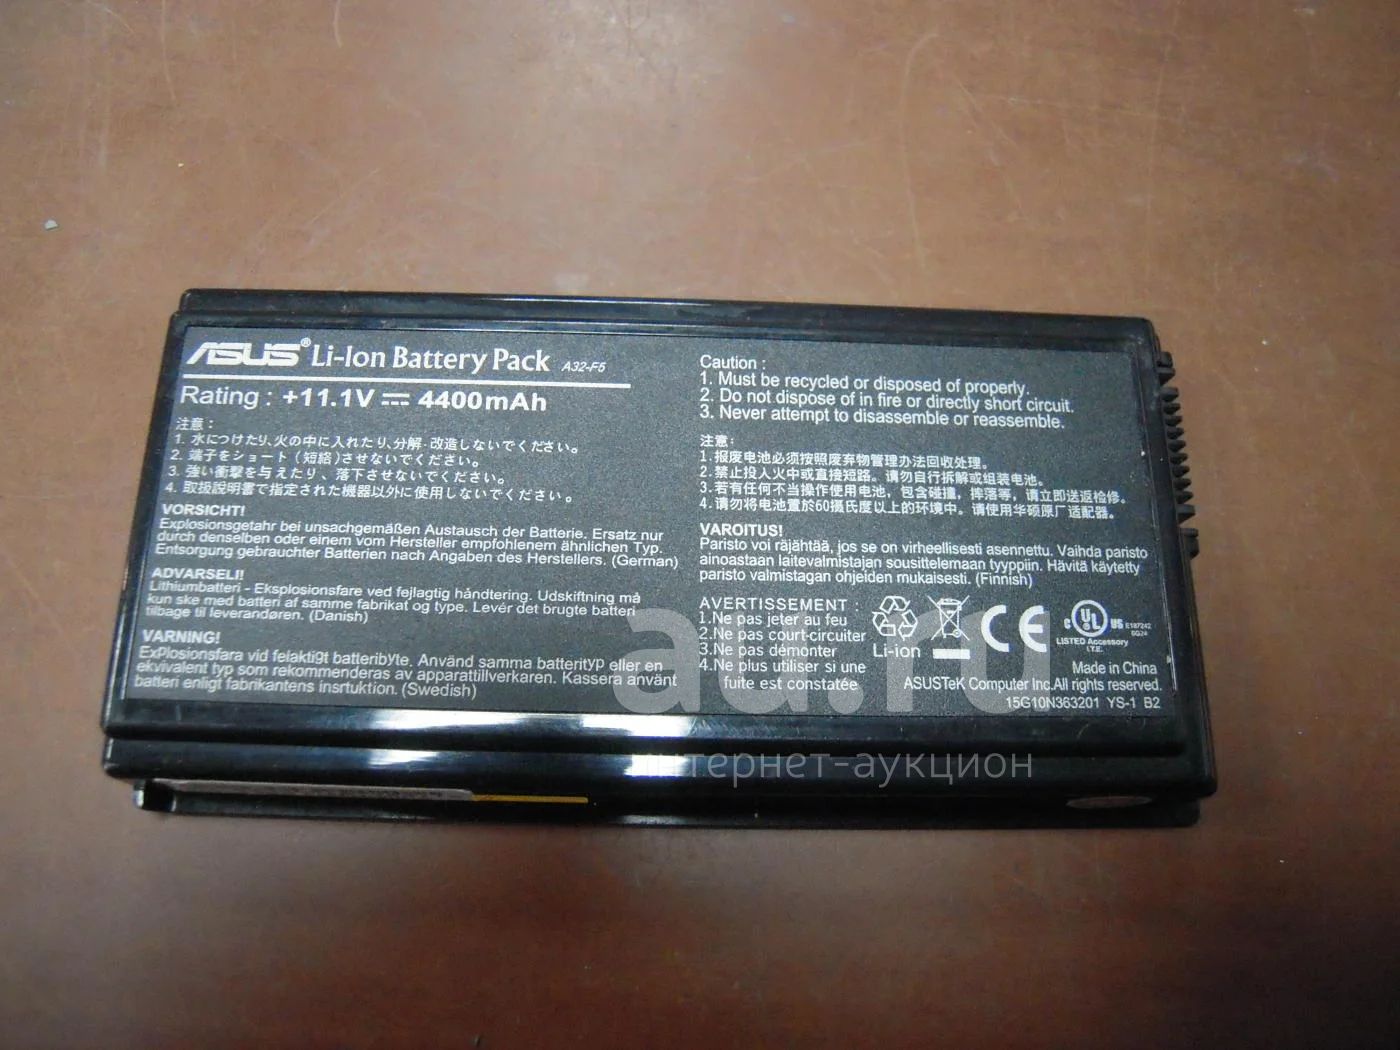 ASUS® Li-Ion Battery Pack A32-F5
Rating : +11.1V ⎓ 4400mAh
注意：
1. 水につけたり、火の中に入れたり、分解・改造しないでください。
2. 端子をショート（短絡）させないでください。
3. 強い衝撃を与えたり、落下させないでください。
4. 取扱説明書で指定された機器以外に使用しないでください。
VORSICHT!
Explosionsgetahr bei unsachgemäßen Austausch der Batterie. Ersatz nur
durch denselben oder einem vom Hersteller empfohlenem ähnlichen Typ.
Entsorgung gebrauchter Batterien nach Angaben des Herstellers. (German)
ADVARSELI!
Lithiumbatteri - Eksplosionsfare ved fejlagtig håndtering. Udskiftning må
kun ske med batteri af samme fabrikat og type. Levér det brugte batteri
tilbage til leverandøren. (Danish)
VARNING!
Explosionsfara vid felaktigt batteribyte. Använd samma batterityp eller en
ekvivalent typ som rekommenderas av apparattillverkaren. Kassera använt
batteri enligt fabrikantens insrtuktion. (Swedish)
Caution :
1. Must be recycled or disposed of properly.
2. Do not dispose of in fire or directly short circuit.
3. Never attempt to disassemble or reassemble.
注意:
1.报废电池必须按照废弃物管理办法回收处理。
2.禁止投入火中或直接短路。请勿自行拆解或组装电池。
3.若有任何不当操作使用电池，包含碰撞，摔落等，请立即送返检修。
4.请勿将电池置於60摄氏度以上的环境中。请使用华硕原厂适配器。
VAROITUS!
Paristo voi räjähtää, jos se on virheellisesti asennettu. Vaihda paristo
ainoastaan laitevalmistajan sousittelemaan tyyppiin. Hävitä käytetty
paristo valmistagan ohjeiden mukaisesti. (Finnish)
AVERTISSEMENT :
1.Ne pas jeter au feu
2.Ne pas court-circuiter
3.Ne pas démonter
4.Ne plus utiliser si une
fuite est constatée
Li-ion
CE
c UL US E187242
6G24
LISTED Accessory
I.T.E.
Made in China
ASUSTeK Computer Inc.All rights reserved.
15G10N363201 YS-1 B2
au.ru
интернет-аукцион